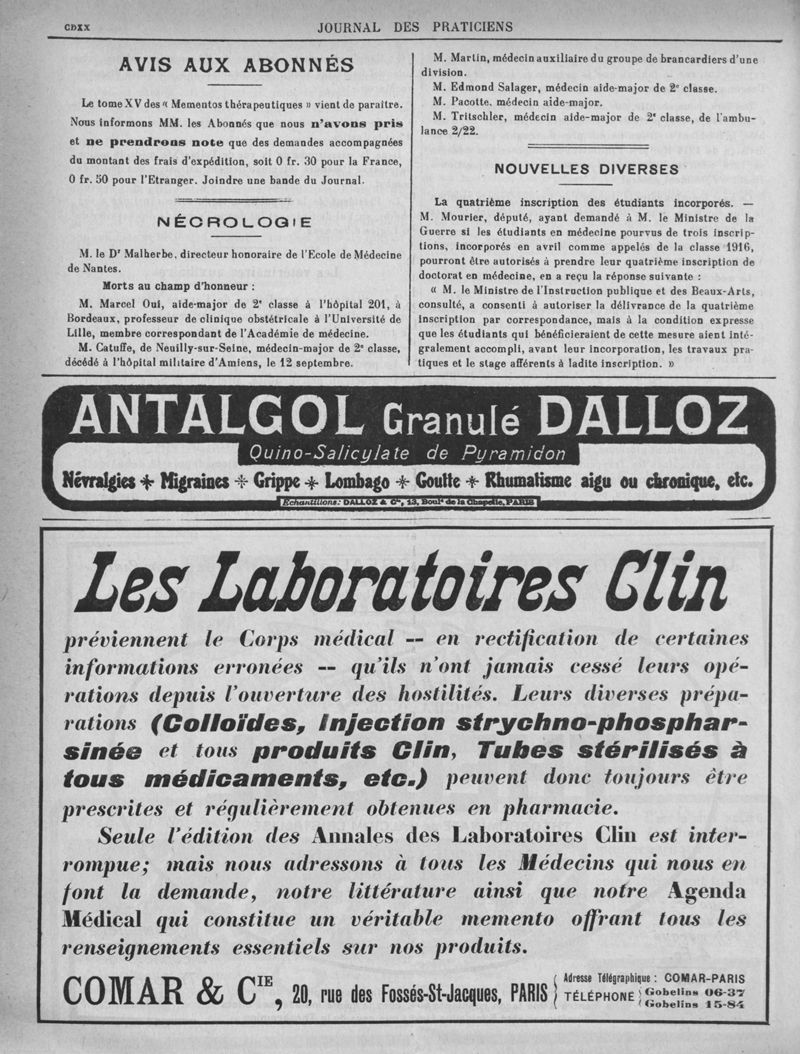 CDXX
JOURNAL DES PRATICIENS
AVIS AUX ABONNÉS
Le tome XV des « Mementos thérapeutiques » vient de paraître.
Nous informons MM. les Abonnés que nous n'avons pris
et ne prendrons note que des demandes accompagnées
du montant des frais d'expédition, soit 0 fr. 30 pour la France,
0 fr. 50 pour l'Etranger. Joindre une bande du Journal.
NÉCROLOGIE
M. le Dr Malherbe, directeur honoraire de l'Ecole de Médecine
de Nantes.
Morts au champ d'honneur :
M. Marcel Oui, aide-major de 2e classe à l'hôpital 201, à
Bordeaux, professeur de clinique obstétricale à l'Université de
Lille, membre correspondant de l'Académie de médecine.
M. Catuffe, de Neuilly-sur-Seine, médecin-major de 2e classe,
décédé à l'hôpital militaire d'Amiens, le 12 septembre.
M. Martin, médecin auxiliaire du groupe de brancardiers d'une
division.
M. Edmond Salager, médecin aide-major de 2e classe.
M. Pacotte, médecin aide-major.
M. Tritschler, médecin aide-major de 2e classe, de l'ambu-
lance 2/22.
NOUVELLES DIVERSES
La quatrième inscription des étudiants incorporés. —
M. Mourier, député, ayant demandé à M. le Ministre de la
Guerre si les étudiants en médecine pourvus de trois inscrip-
tions, incorporés en avril comme appelés de la classe 1916,
pourront être autorisés à prendre leur quatrième inscription de
doctorat en médecine, en a reçu la réponse suivante :
« M. le Ministre de l'Instruction publique et des Beaux-Arts,
consulté, a consenti à autoriser la délivrance de la quatrième
inscription par correspondance, mais à la condition expresse
que les étudiants qui bénéficieraient de cette mesure aient inté-
gralement accompli, avant leur incorporation, les travaux pra-
tiques et le stage afférents à ladite inscription. »
ANTALGOL Granulé DALLOZ
Quino-Salicylate de Pyramidon
Névralgies ✤ Migraines ✤ Grippe ✤ Lombago ✤ Goutte ✤ Rhumatisme aigu ou chronique, etc.
Echantillons: DALLOZ & Cie, 13, Boul.d de la Chapelle, PARIS
Les Laboratoires Clin
préviennent le Corps médical -- en rectification de certaines
informations erronées -- qu'ils n'ont jamais cessé leurs opé-
rations depuis l'ouverture des hostilités. Leurs diverses prépa-
rations (Colloïdes, Injection strychno-phosphar-
sinée et tous produits Clin, Tubes stérilisés à
tous médicaments, etc.) peuvent donc toujours être
prescrites et régulièrement obtenues en pharmacie.
Seule l'édition des Annales des Laboratoires Clin est inter-
rompue; mais nous adressons à tous les Médecins qui nous en
font la demande, notre littérature ainsi que notre Agenda
Médical qui constitue un véritable memento offrant tous les
renseignements essentiels sur nos produits.
COMAR & CIE, 20, rue des Fossés-St-Jacques, PARIS
Adresse Télégraphique : COMAR-PARIS
TÉLÉPHONE Gobelins 06-37
Gobelins 15-84